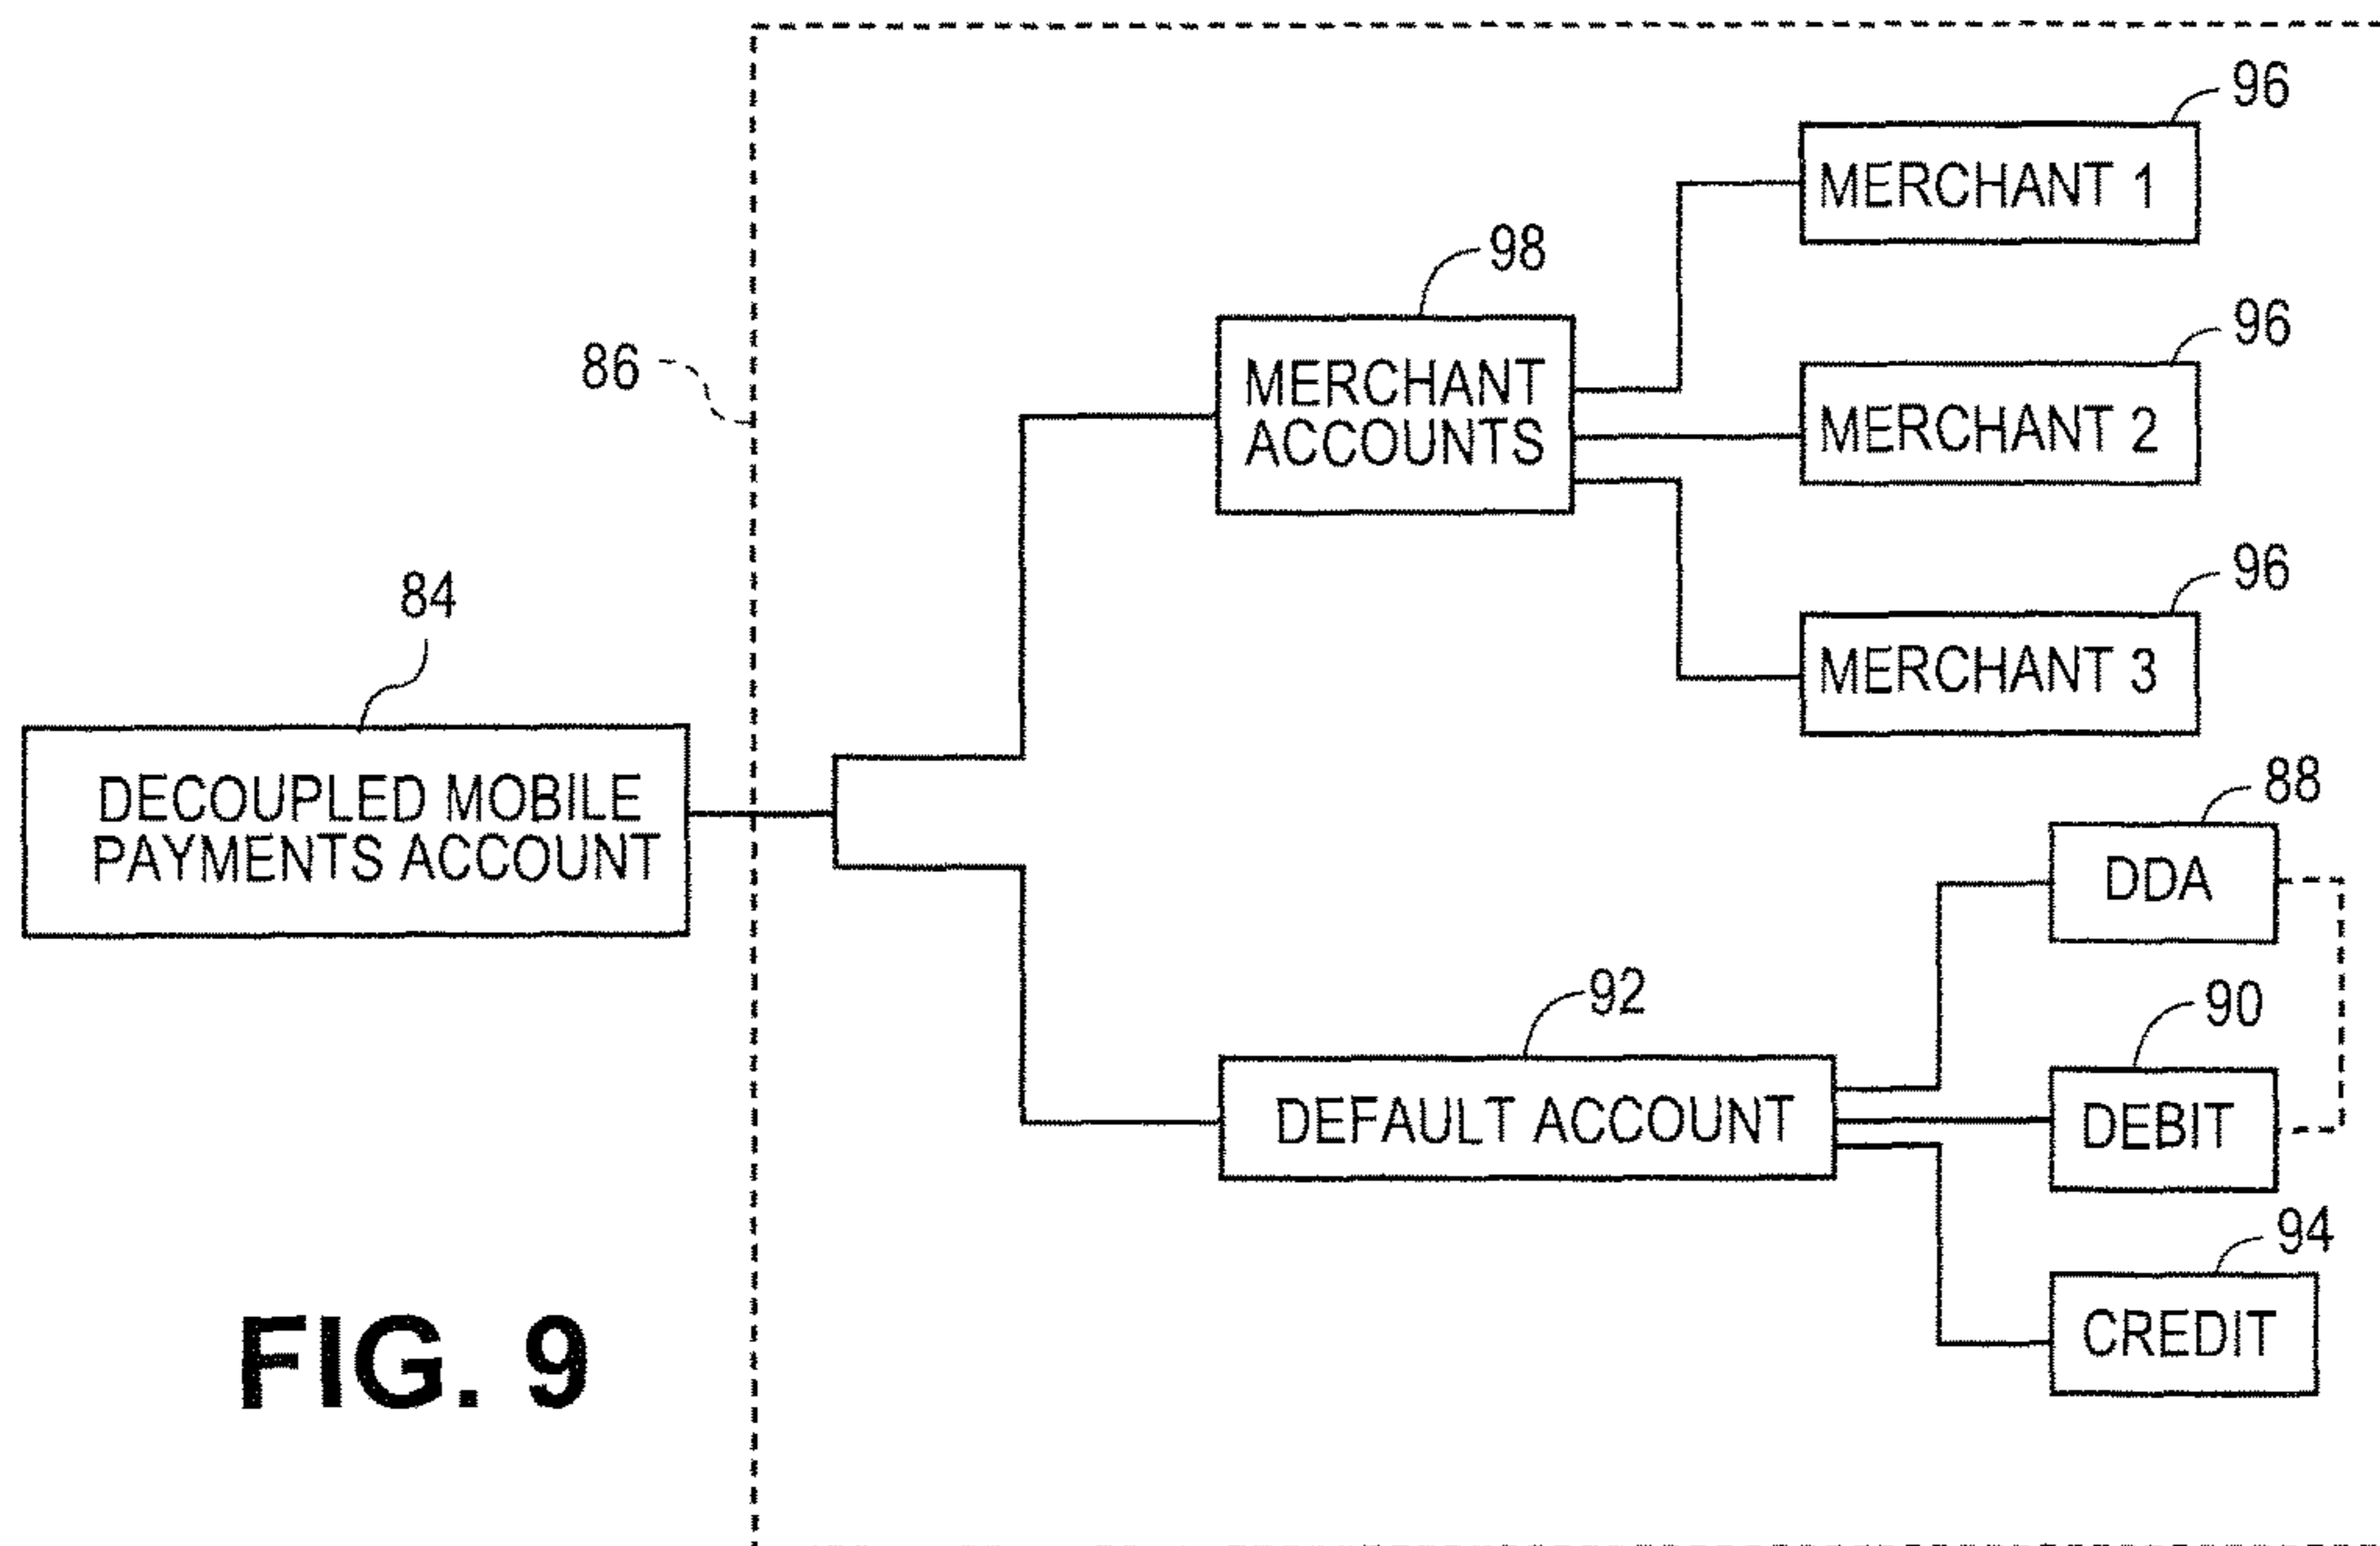 96
MERCHANT 1
98
96
86
MERCHANT
ACCOUNTS
MERCHANT 2
96
84
MERCHANT 3
88
DECOUPLED MOBILE
PAYMENTS ACCOUNT
DDA
92
90
DEFAULT ACCOUNT
DEBIT
94
CREDIT
FIG. 9